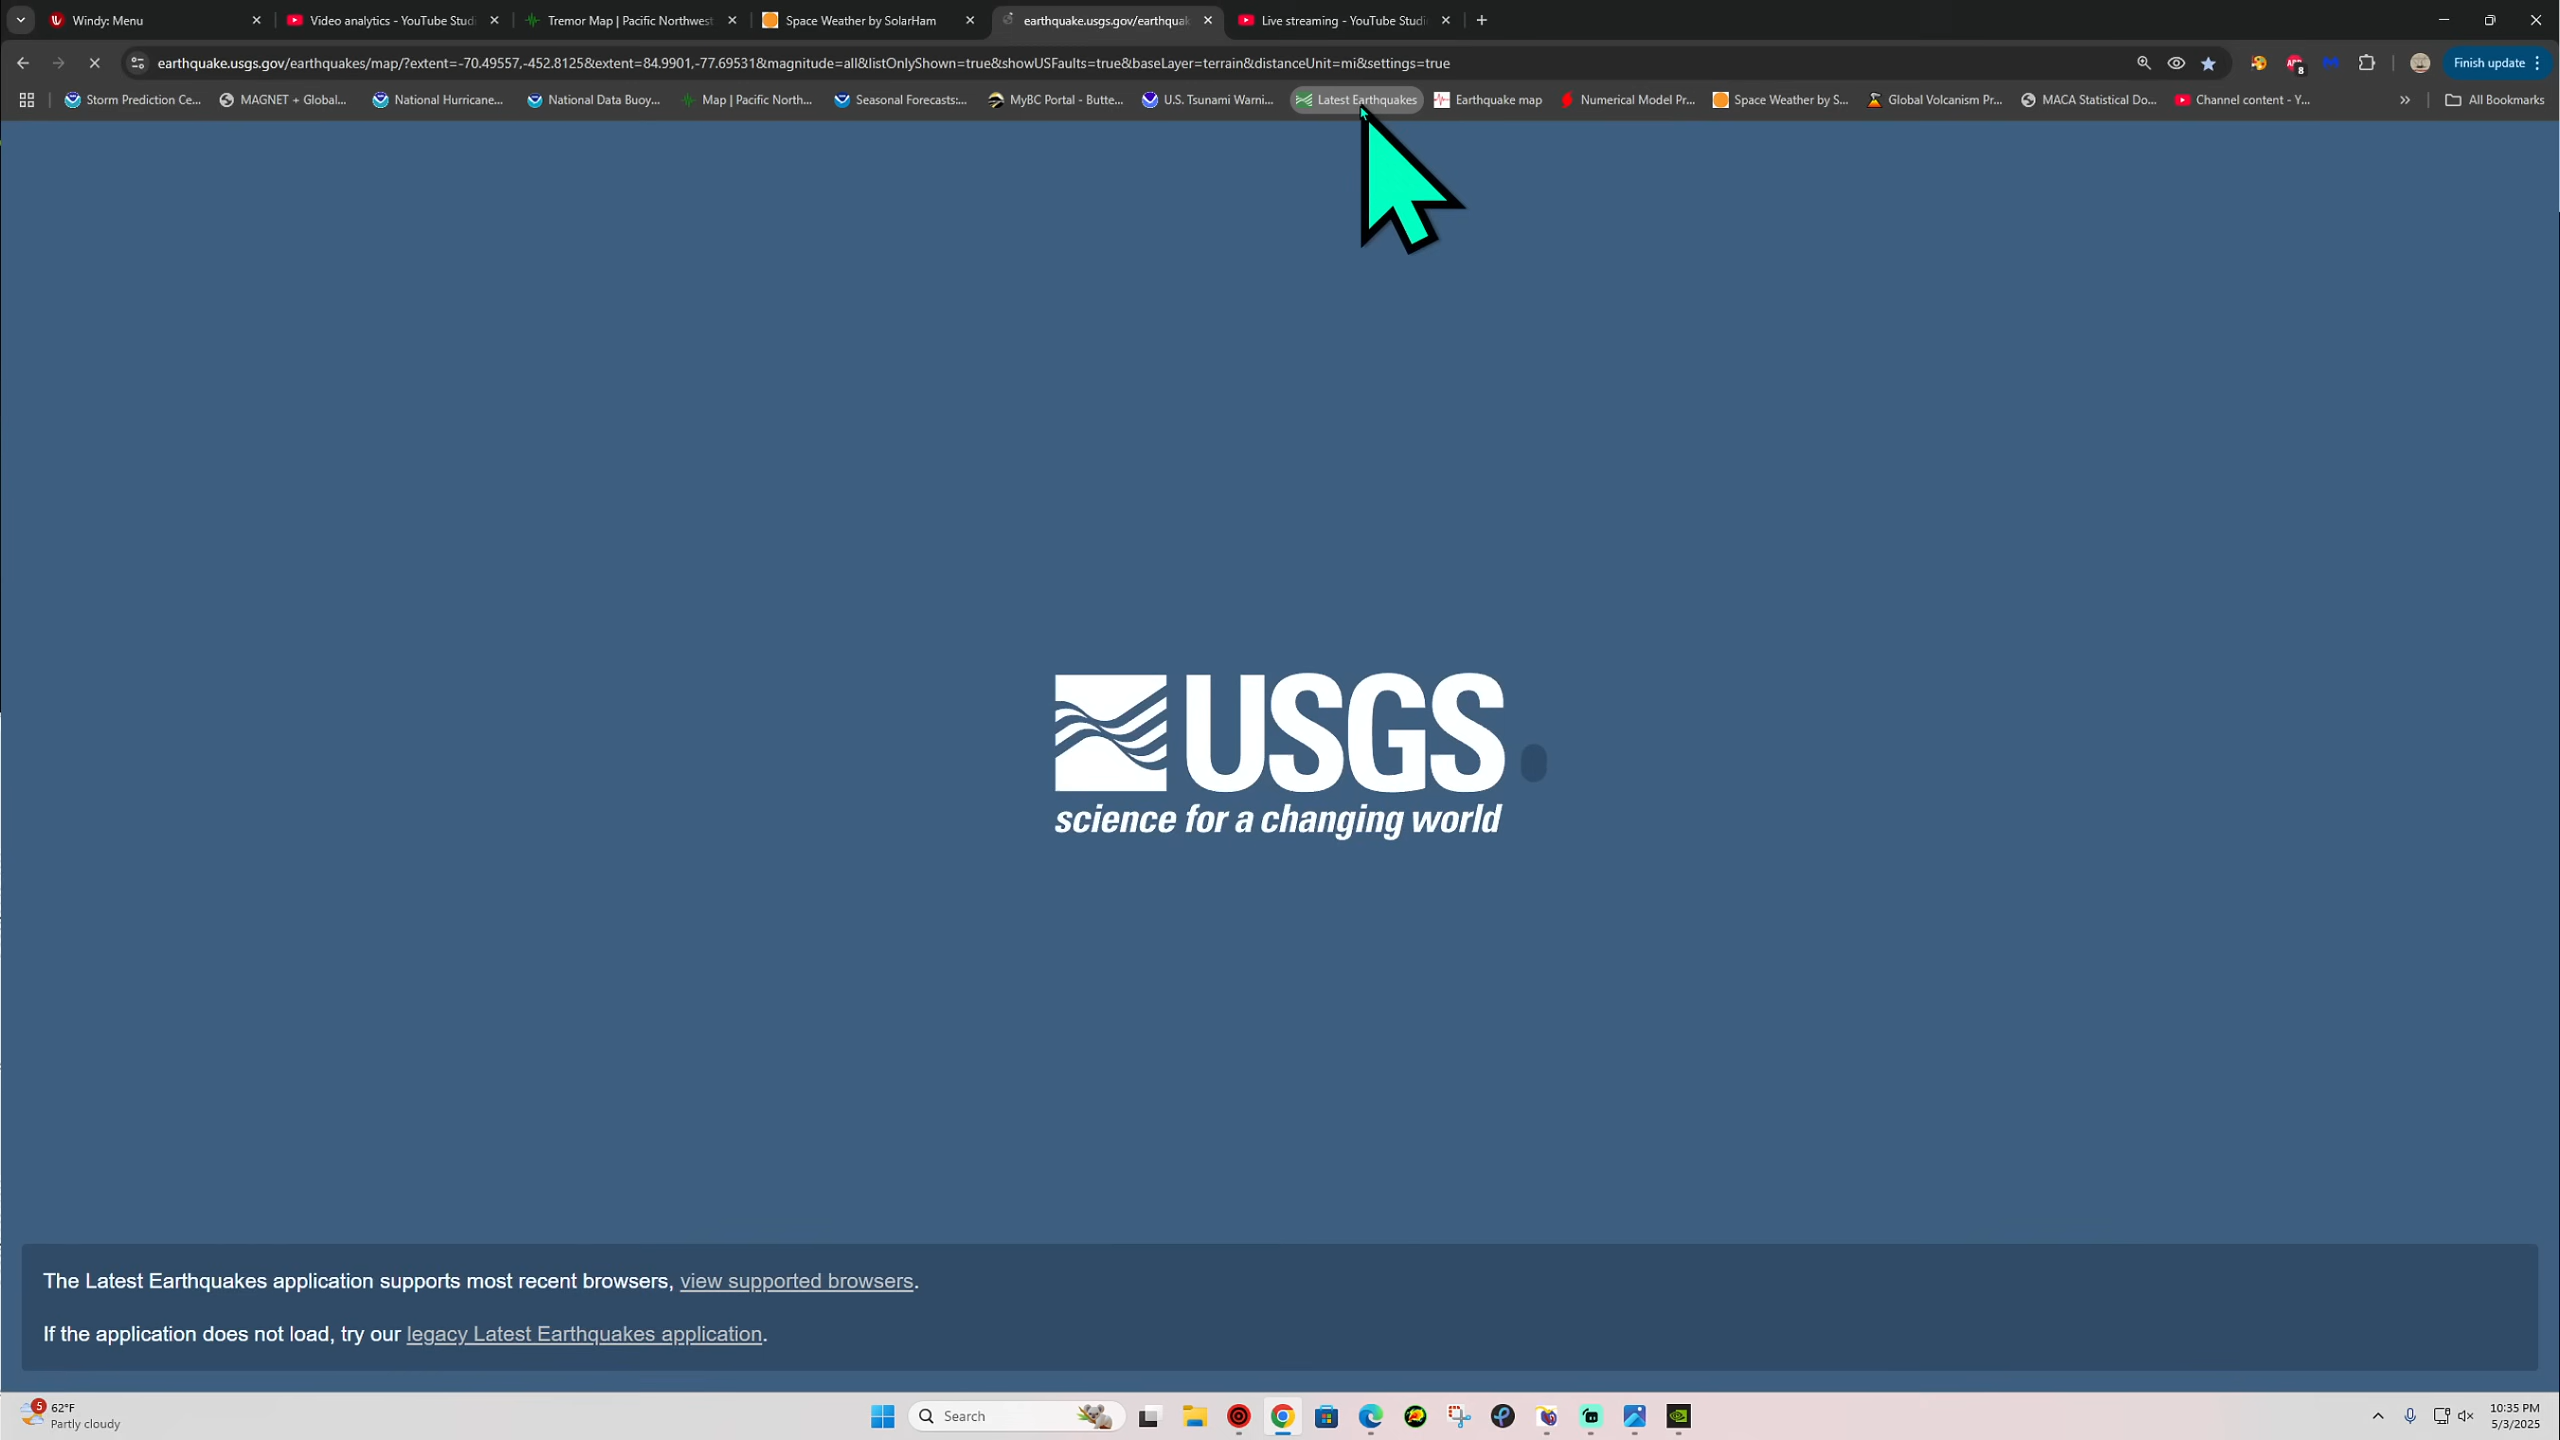 Windy: Menu
Video analytics - YouTube Studi
Tremor Map | Pacific Northwest
Space Weather by SolarHam
earthquake.usgs.gov/earthquak
Live streaming - YouTube Studi
earthquake.usgs.gov/earthquakes/map/?extent=-70.49557,-452.8125&extent=84.9901,-77.69531&magnitude=all&listOnlyShown=true&showUSFaults=true&baseLayer=terrain&distanceUnit=mi&settings=true
8
Finish update
Storm Prediction Ce...
MAGNET + Global...
National Hurricane...
National Data Buoy...
Map | Pacific North...
Seasonal Forecasts:...
MyBC Portal - Butte...
U.S. Tsunami Warni...
Latest Earthquakes
Earthquake map
Numerical Model Pr...
Space Weather by S...
Global Volcanism Pr...
MACA Statistical Do...
Channel content - Y...
All Bookmarks
USGS
science for a changing world
The Latest Earthquakes application supports most recent browsers, view supported browsers.
If the application does not load, try our legacy Latest Earthquakes application.
5
62°F
Partly cloudy
Search
10:35 PM
5/3/2025